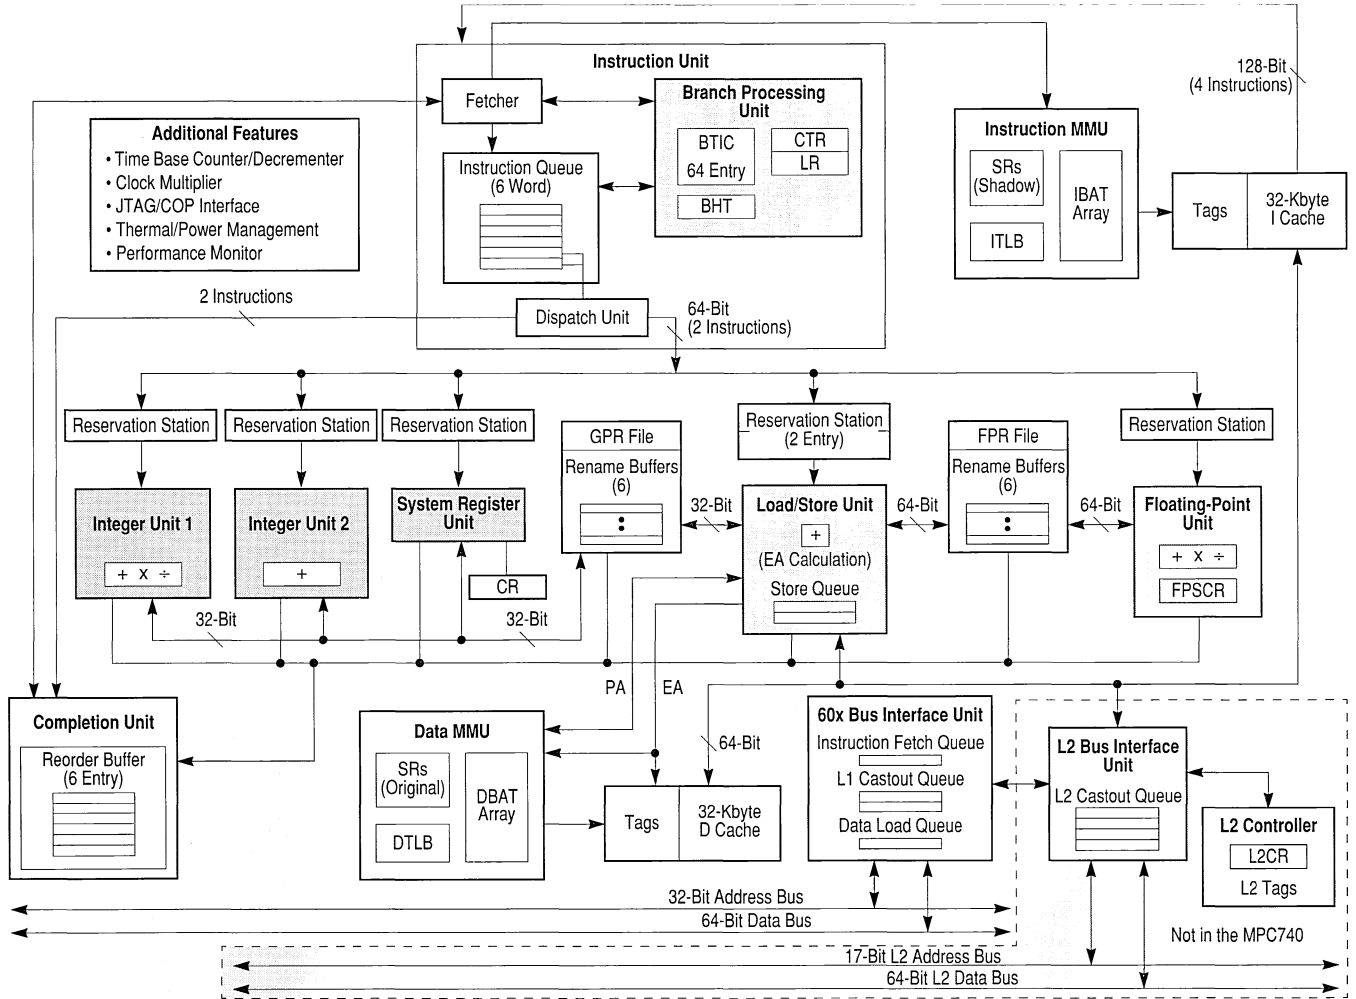 Instruction Unit
Fetcher
Branch Processing
Unit
BTIC
64 Entry
CTR
LR
BHT
Instruction Queue
(6 Word)
Dispatch Unit
64-Bit
(2 Instructions)
2 Instructions
Additional Features
• Time Base Counter/Decrementer
• Clock Multiplier
• JTAG/COP Interface
• Thermal/Power Management
• Performance Monitor
128-Bit
(4 Instructions)
Instruction MMU
SRs
(Shadow)
ITLB
IBAT
Array
Tags
32-Kbyte
I Cache
Reservation Station
Reservation Station
Reservation Station
Reservation Station
(2 Entry)
Reservation Station
GPR File
Rename Buffers
(6)
FPR File
Rename Buffers
(6)
Integer Unit 1
+ x ÷
Integer Unit 2
+
System Register
Unit
CR
32-Bit
32-Bit
32-Bit
Load/Store Unit
+
(EA Calculation)
Store Queue
64-Bit
64-Bit
Floating-Point
Unit
+ x ÷
FPSCR
PA
EA
Completion Unit
Reorder Buffer
(6 Entry)
Data MMU
SRs
(Original)
DTLB
DBAT
Array
64-Bit
Tags
32-Kbyte
D Cache
60x Bus Interface Unit
Instruction Fetch Queue
L1 Castout Queue
Data Load Queue
L2 Bus Interface
Unit
L2 Castout Queue
L2 Controller
L2CR
L2 Tags
32-Bit Address Bus
64-Bit Data Bus
Not in the MPC740
17-Bit L2 Address Bus
64-Bit L2 Data Bus